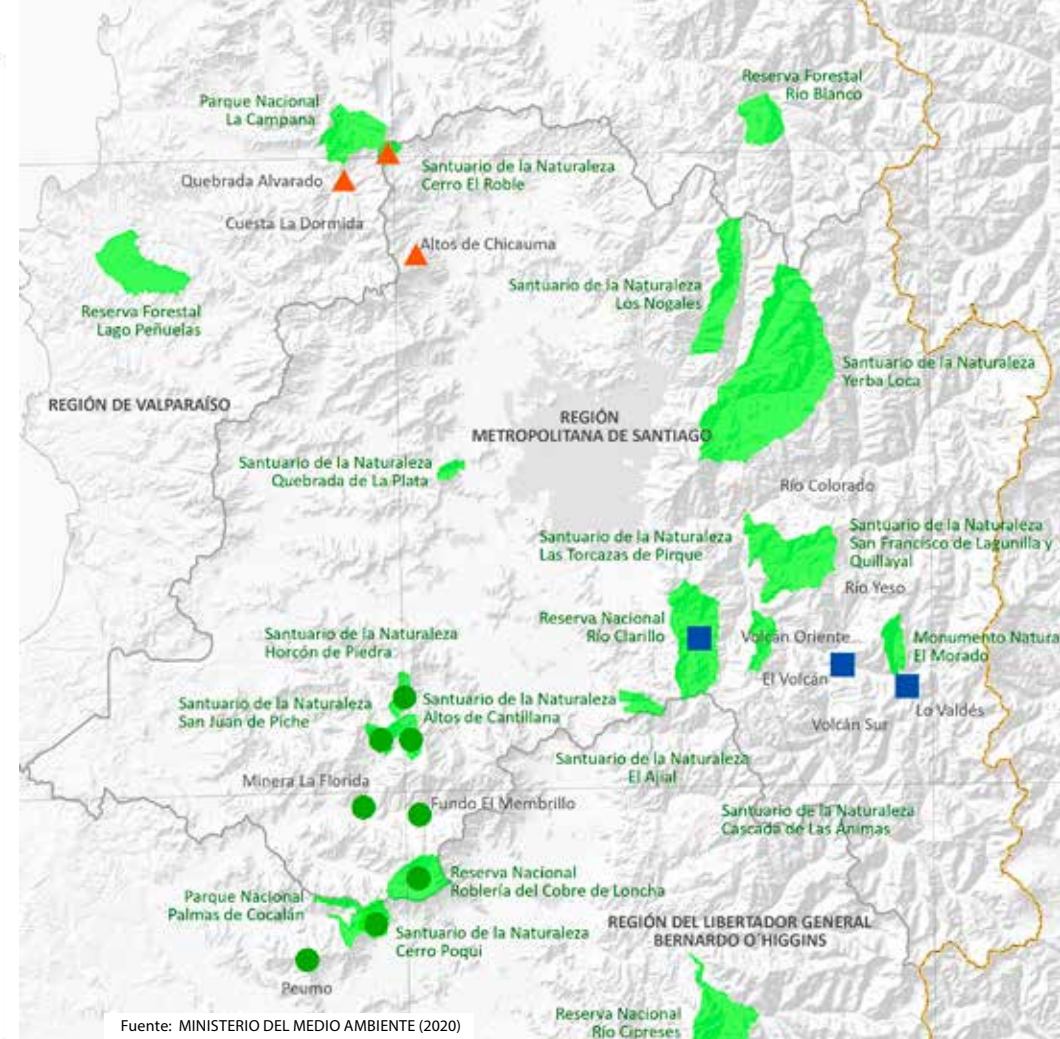 Reserva Forestal
Río Blanco
Parque Nacional
La Campana
Santuario de la Naturaleza
Cerro El Roble
Quebrada Alvarado
Cuesta La Dormida
Altos de Chicauma
Santuario de la Naturaleza
Los Nogales
Reserva Forestal
Lago Peñuelas
Santuario de la Naturaleza
Yerba Loca
REGIÓN DE VALPARAÍSO
REGIÓN
METROPOLITANA DE SANTIAGO
Santuario de la Naturaleza
Quebrada de La Plata
Río Colorado
Santuario de la Naturaleza
Las Torcazas de Pirque
Santuario de la Naturaleza
San Francisco de Lagunilla y
Quillayal
Río Yeso
Reserva Nacional
Río Clarillo
Santuario de la Naturaleza
Horcón de Piedra
Volcán Oriente
Monumento Natura
El Morado
El Volcán
Santuario de la Naturaleza
San Juan de Piche
Santuario de la Naturaleza
Altos de Cantillana
Lo Valdés
Volcán Sur
Santuario de la Naturaleza
El Ajial
Minera La Florida
Fundo El Membrillo
Santuario de la Naturaleza
Cascada de Las Ánimas
Reserva Nacional
Roblería del Cobre de Loncha
Parque Nacional
Palmas de Cocalán
REGIÓN DEL LIBERTADOR GENERAL
BERNARDO O´HIGGINS
Santuario de la Naturaleza
Cerro Poqui
Peumo
Reserva Nacional
Río Cipreses
Fuente: MINISTERIO DEL MEDIO AMBIENTE (2020)